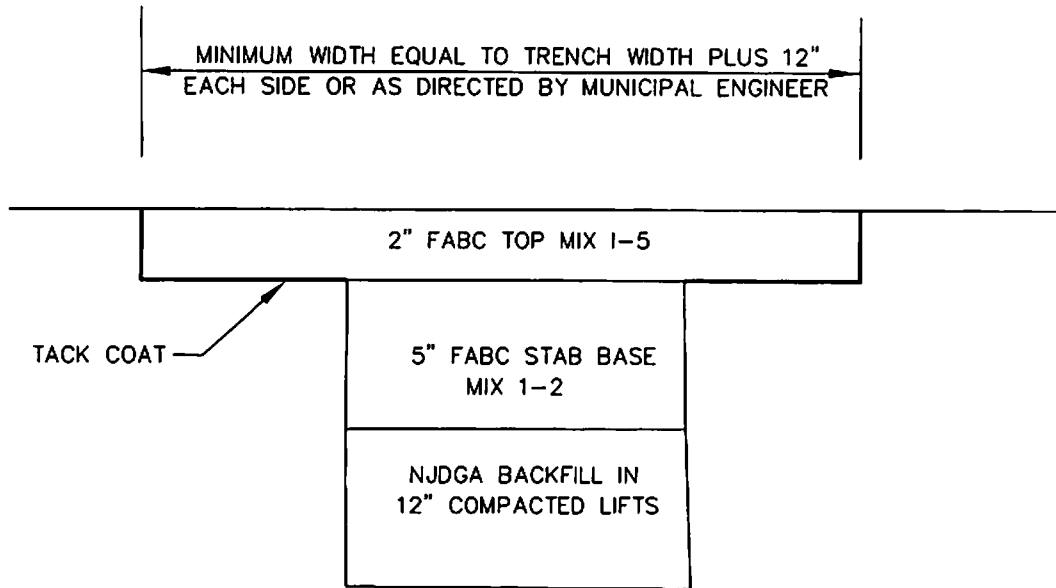 MINIMUM WIDTH EQUAL TO TRENCH WIDTH PLUS 12"
EACH SIDE OR AS DIRECTED BY MUNICIPAL ENGINEER
2" FABC TOP MIX I-5
TACK COAT
5" FABC STAB BASE
MIX 1-2
NJDGA BACKFILL IN
12" COMPACTED LIFTS